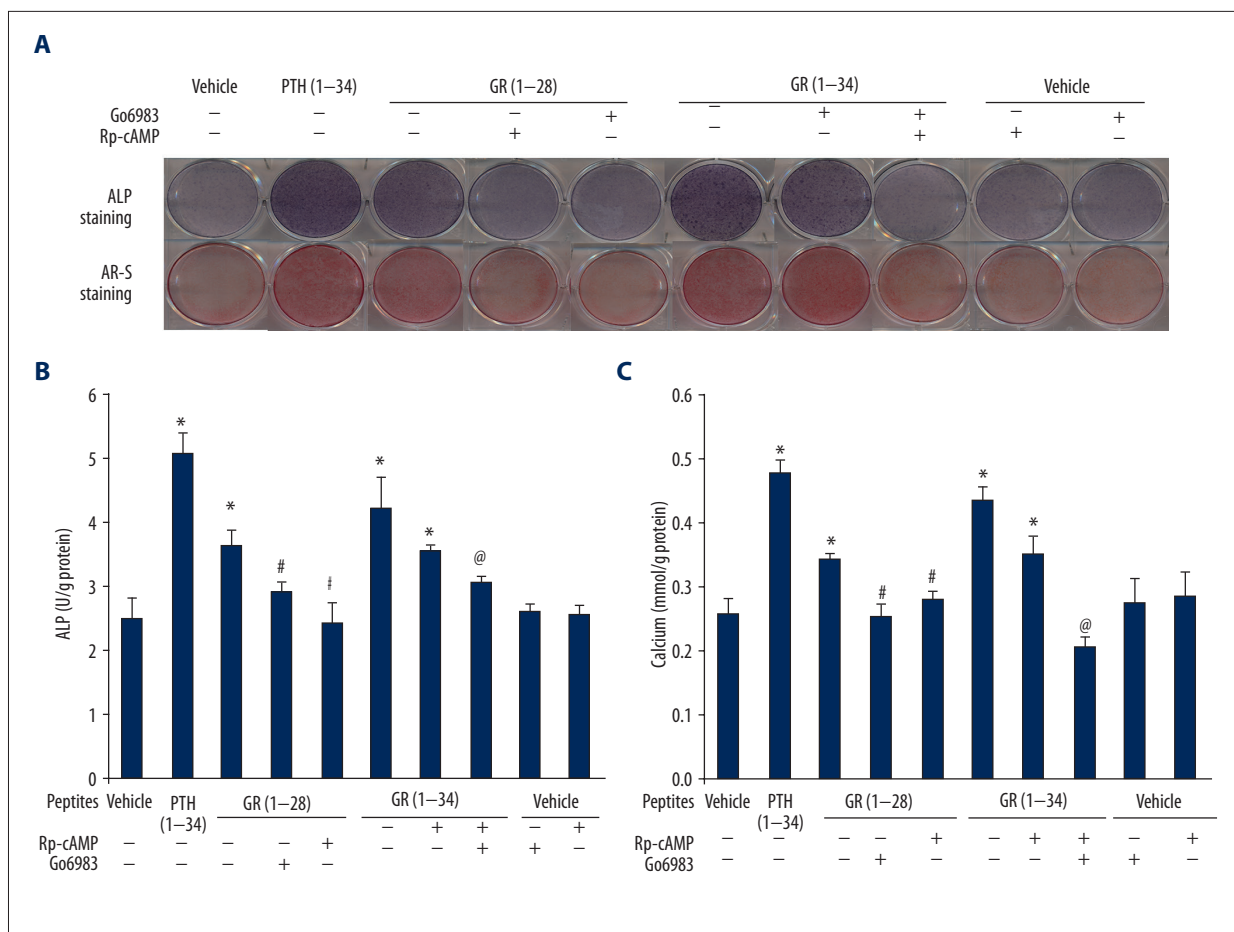 A
Vehicle PTH (1–34) GR (1–28) GR (1–34) Vehicle
Go6983 – – – – + – + + – +
Rp-cAMP – – – + – – – + + –
ALP
staining
AR-S
staining
B
6
5
4
3
2
1
0
ALP (U/g protein)
* * # # * * @
Peptites Vehicle PTH
(1–34) GR (1–28) GR (1–34) Vehicle
Rp-cAMP – – – – + – + + – +
Go6983 – – – + – – – + + –
C
0.6
0.5
0.4
0.3
0.2
0.1
0.0
Calcium (mmol/g protein)
* * # # * * @
Peptites Vehicle PTH
(1–34) GR (1–28) GR (1–34) Vehicle
Rp-cAMP – – – – + – + + – +
Go6983 – – – + – – – + + –